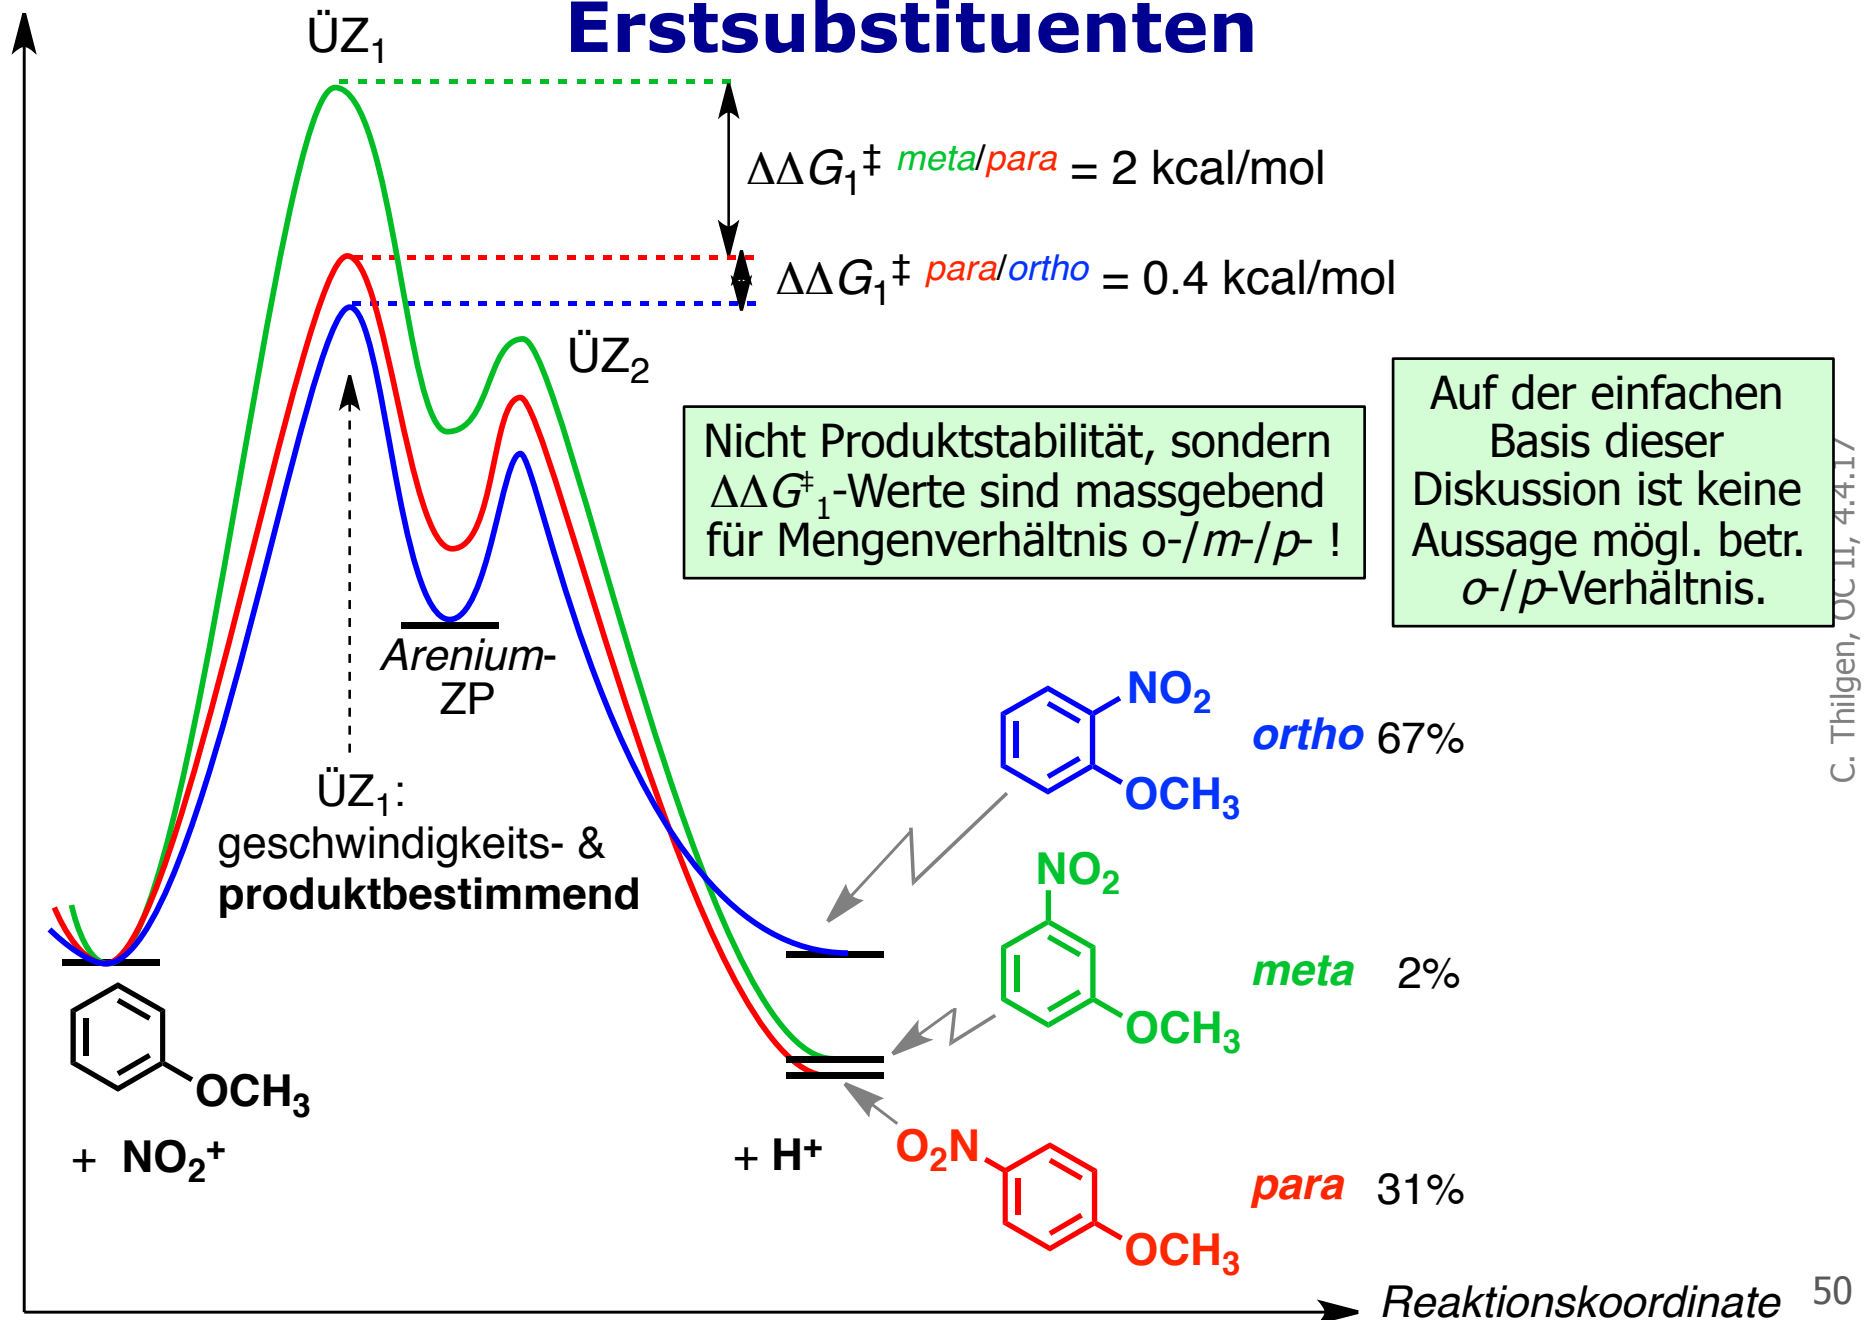 Erstsubstituenten
ÜZ₁
ΔΔG₁‡ meta/para = 2 kcal/mol
ΔΔG₁‡ para/ortho = 0.4 kcal/mol
ÜZ₂
Nicht Produktstabilität, sondern
ΔΔG‡₁-Werte sind massgebend
für Mengenverhältnis o-/m-/p- !
Auf der einfachen
Basis dieser
Diskussion ist keine
Aussage mögl. betr.
o-/p-Verhältnis.
C. Thilgen, OC II, 4.4.17
Arenium-
ZP
ÜZ₁:
geschwindigkeits- &
produktbestimmend
NO₂
OCH₃
ortho 67%
NO₂
OCH₃
meta 2%
OCH₃
+ NO₂⁺
+ H⁺
O₂N
OCH₃
para 31%
Reaktionskoordinate
50